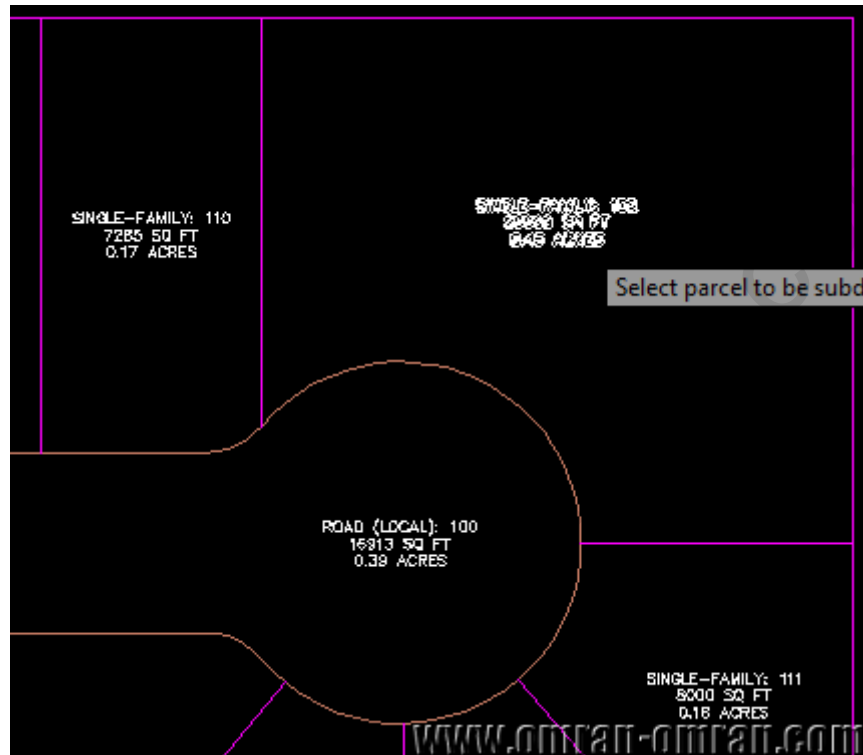 SINGLE-FAMILY: 110
7285 SQ FT
0.17 ACRES
Select parcel to be subd
ROAD (LOCAL): 100
16913 SQ FT
0.39 ACRES
SINGLE-FAMILY: 111
8000 SQ FT
0.18 ACRES
www.omran-omran.com